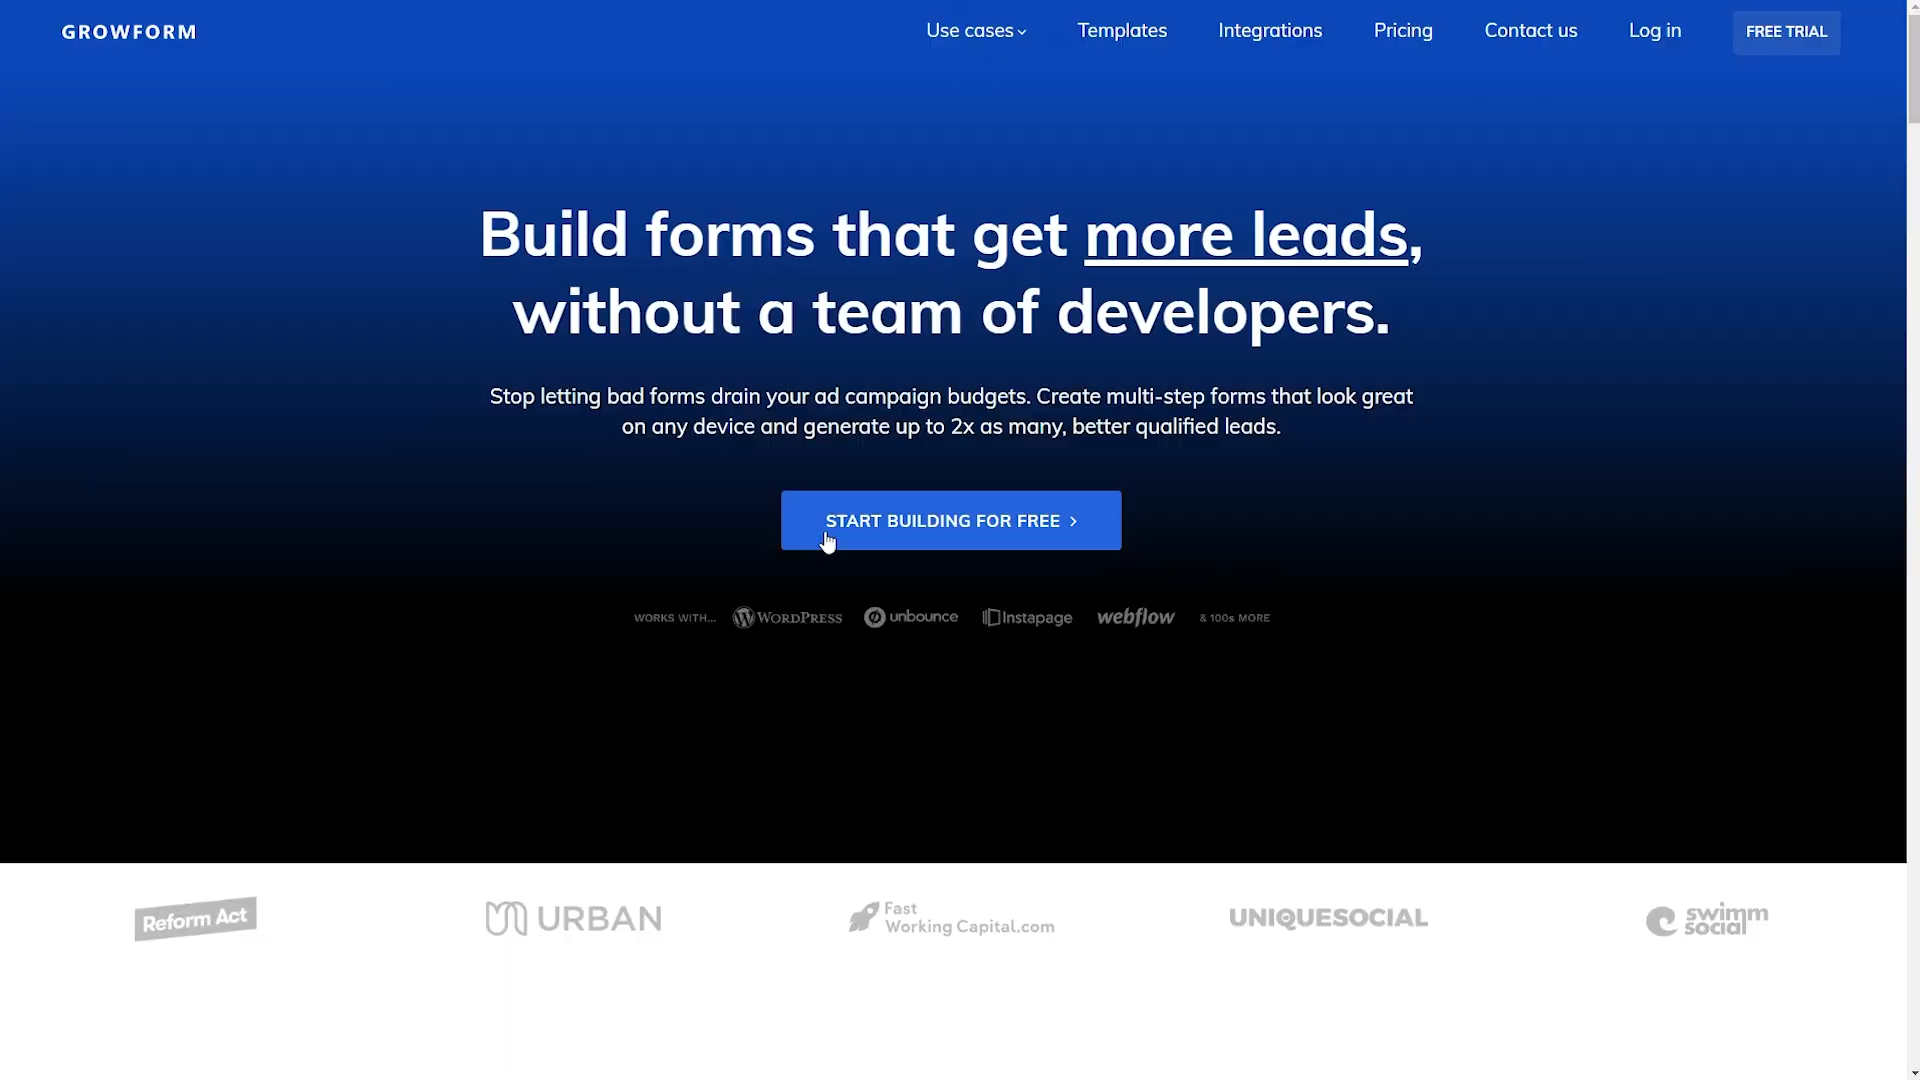 GROWFORM
Use cases
Templates
Integrations
Pricing
Contact us
Log in
FREE TRIAL
Build forms that get more leads,
without a team of developers.
Stop letting bad forms drain your ad campaign budgets. Create multi-step forms that look great
on any device and generate up to 2x as many, better qualified leads.
START BUILDING FOR FREE >
WORKS WITH... WORDPRESS unbounce Instapage webflow & 100s MORE
Reform Act
URBAN
Fast
Working Capital.com
UNIQUESOCIAL
swimm
social